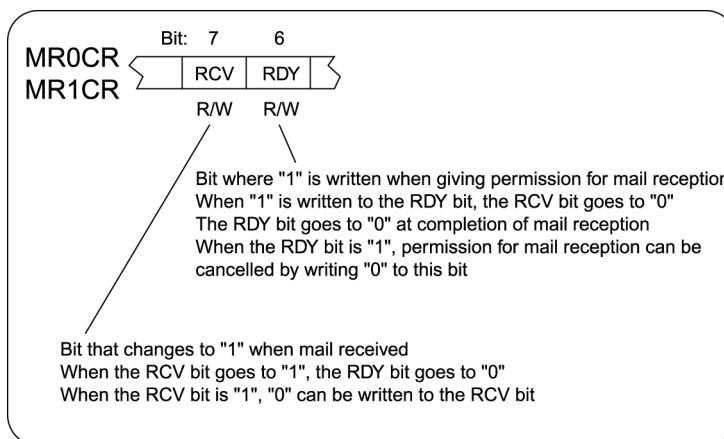 Bit: 7 6
MR0CR
MR1CR
RCV RDY
R/W R/W
Bit where "1" is written when giving permission for mail reception
When "1" is written to the RDY bit, the RCV bit goes to "0"
The RDY bit goes to "0" at completion of mail reception
When the RDY bit is "1", permission for mail reception can be
cancelled by writing "0" to this bit
Bit that changes to "1" when mail received
When the RCV bit goes to "1", the RDY bit goes to "0"
When the RCV bit is "1", "0" can be written to the RCV bit